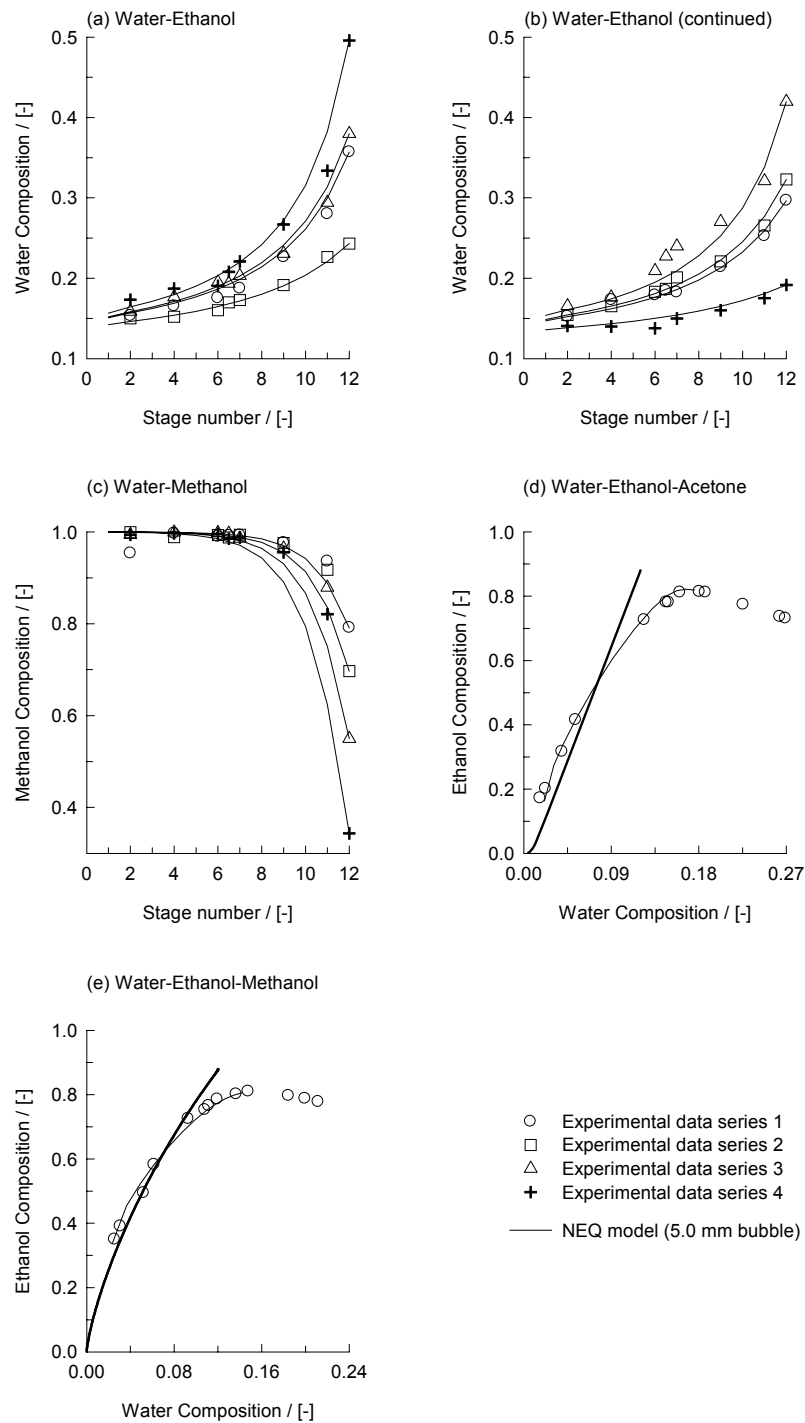 (a) Water-Ethanol
0.5
0.4
0.3
0.2
0.1
Water Composition / [-]
0 2 4 6 8 10 12
Stage number / [-]
(b) Water-Ethanol (continued)
0.5
0.4
0.3
0.2
0.1
Water Composition / [-]
0 2 4 6 8 10 12
Stage number / [-]
(c) Water-Methanol
1.0
0.8
0.6
0.4
Methanol Composition / [-]
0 2 4 6 8 10 12
Stage number / [-]
(d) Water-Ethanol-Acetone
1.0
0.8
0.6
0.4
0.2
0.0
Ethanol Composition / [-]
0.00 0.09 0.18 0.27
Water Composition / [-]
(e) Water-Ethanol-Methanol
1.0
0.8
0.6
0.4
0.2
0.0
Ethanol Composition / [-]
0.00 0.08 0.16 0.24
Water Composition / [-]
Experimental data series 1
Experimental data series 2
Experimental data series 3
Experimental data series 4
NEQ model (5.0 mm bubble)